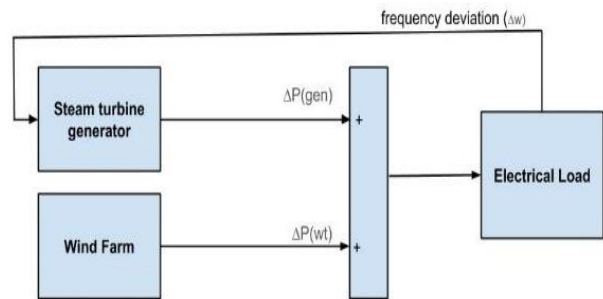 frequency deviation (Δw)
Steam turbine
generator
ΔP(gen)
+
Electrical Load
Wind Farm
ΔP(wt)
+